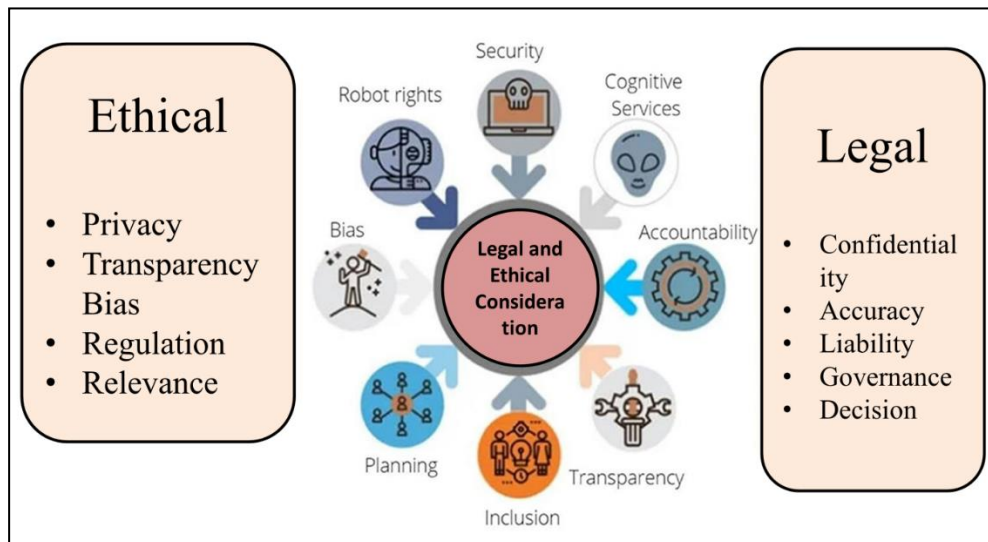 Ethical
• Privacy
• Transparency
Bias
• Regulation
• Relevance
Security
Robot rights
Cognitive
Services
Bias
Accountability
Legal and
Ethical
Considera
tion
Planning
Transparency
Inclusion
Legal
• Confidential
ity
• Accuracy
• Liability
• Governance
• Decision